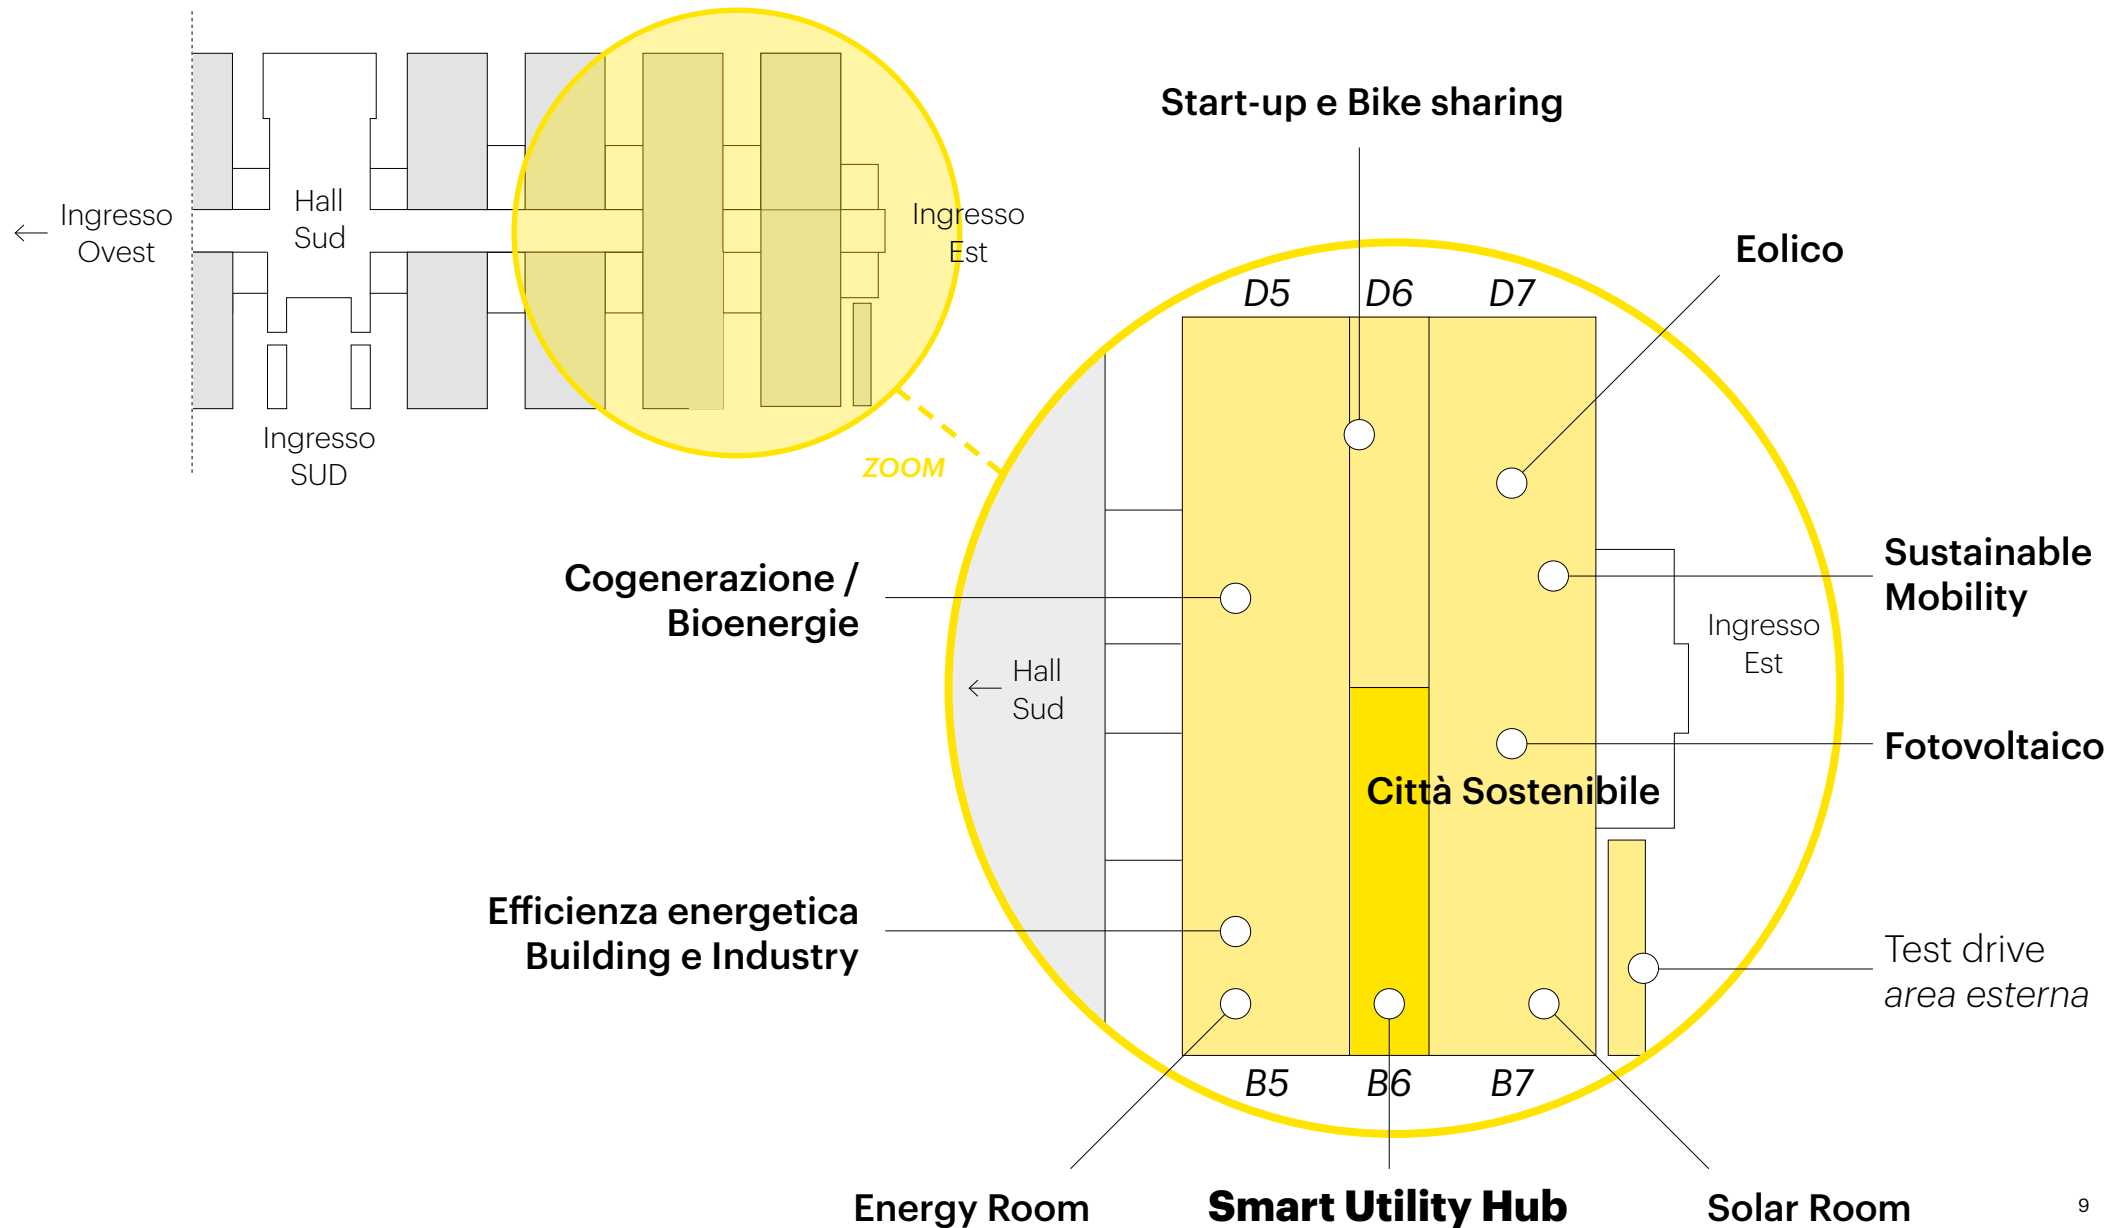 Start-up e Bike sharing
Hall
Sud
Ingresso
Ovest
Ingresso
Est
Ingresso
SUD
ZOOM
Eolico
D5
D6
D7
Cogenerazione /
Bioenergie
Sustainable
Mobility
Ingresso
Est
Hall
Sud
Fotovoltaico
Città Sostenibile
Efficienza energetica
Building e Industry
Test drive
area esterna
B5
B6
B7
Energy Room
Smart Utility Hub
Solar Room
9